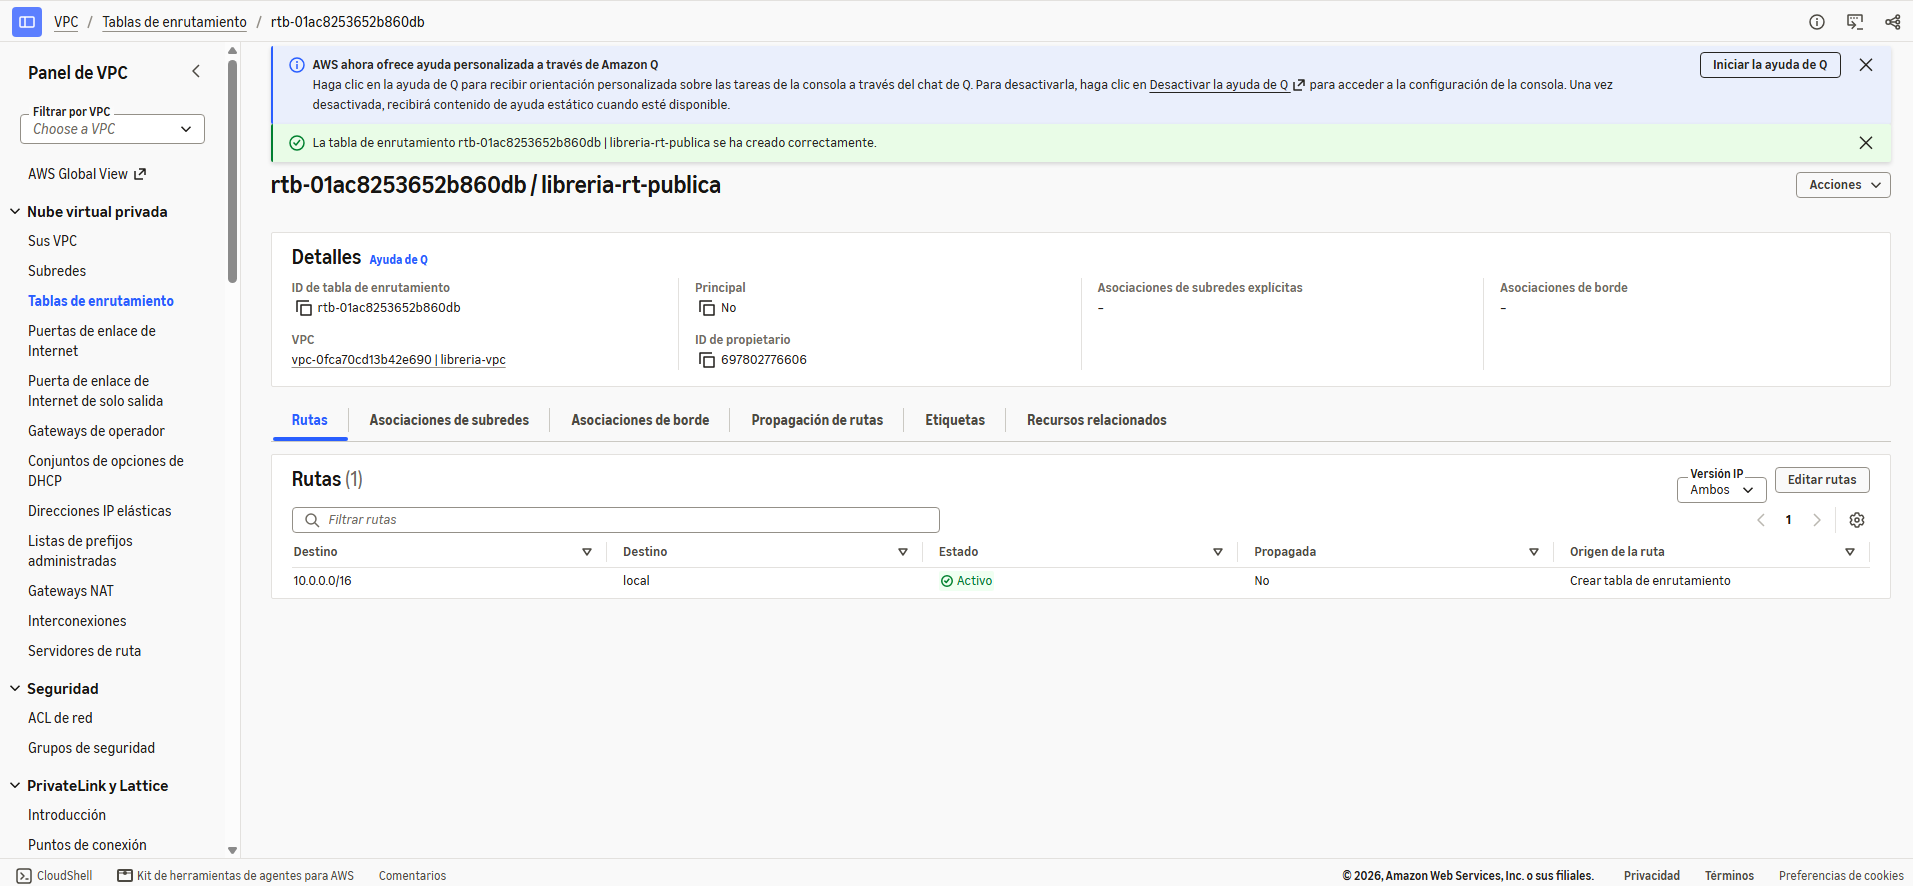 VPC / Tablas de enrutamiento / rtb-01ac8253652b860db
Panel de VPC
Filtrar por VPC
Choose a VPC
AWS Global View
Nube virtual privada
Sus VPC
Subredes
Tablas de enrutamiento
Puertas de enlace de
Internet
Puerta de enlace de
Internet de solo salida
Gateways de operador
Conjuntos de opciones de
DHCP
Direcciones IP elásticas
Listas de prefijos
administradas
Gateways NAT
Interconexiones
Servidores de ruta
Seguridad
ACL de red
Grupos de seguridad
PrivateLink y Lattice
Introducción
Puntos de conexión
AWS ahora ofrece ayuda personalizada a través de Amazon Q
Haga clic en la ayuda de Q para recibir orientación personalizada sobre las tareas de la consola a través del chat de Q. Para desactivarla, haga clic en Desactivar la ayuda de Q para acceder a la configuración de la consola. Una vez
desactivada, recibirá contenido de ayuda estático cuando esté disponible.
Iniciar la ayuda de Q
La tabla de enrutamiento rtb-01ac8253652b860db | libreria-rt-publica se ha creado correctamente.
rtb-01ac8253652b860db / libreria-rt-publica
Acciones
Detalles Ayuda de Q
ID de tabla de enrutamiento
rtb-01ac8253652b860db
VPC
vpc-0fca70cd13b42e690 | libreria-vpc
Principal
No
ID de propietario
697802776606
Asociaciones de subredes explícitas
–
Asociaciones de borde
–
Rutas Asociaciones de subredes Asociaciones de borde Propagación de rutas Etiquetas Recursos relacionados
Rutas (1)
Versión IP
Ambos
Editar rutas
Filtrar rutas
1
Destino Destino Estado Propagada Origen de la ruta
10.0.0.0/16 local Activo No Crear tabla de enrutamiento
CloudShell Kit de herramientas de agentes para AWS Comentarios © 2026, Amazon Web Services, Inc. o sus filiales. Privacidad Términos Preferencias de cookies